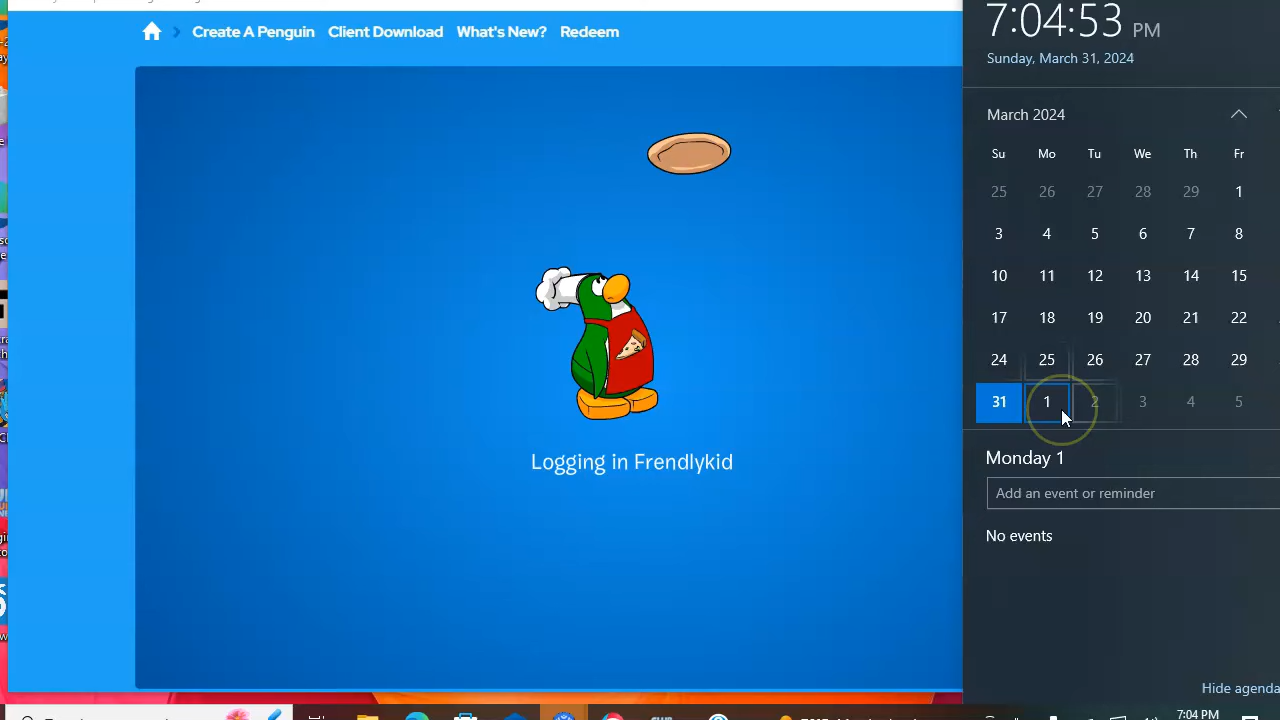 Create A Penguin Client Download What's New? Redeem
Logging in Frendlykid
7:04:53 PM
Sunday, March 31, 2024
March 2024
Su Mo Tu We Th Fr
25 26 27 28 29 1
3 4 5 6 7 8
10 11 12 13 14 15
17 18 19 20 21 22
24 25 26 27 28 29
31 1 2 3 4 5
Monday 1
Add an event or reminder
No events
Hide agenda
7:04 PM